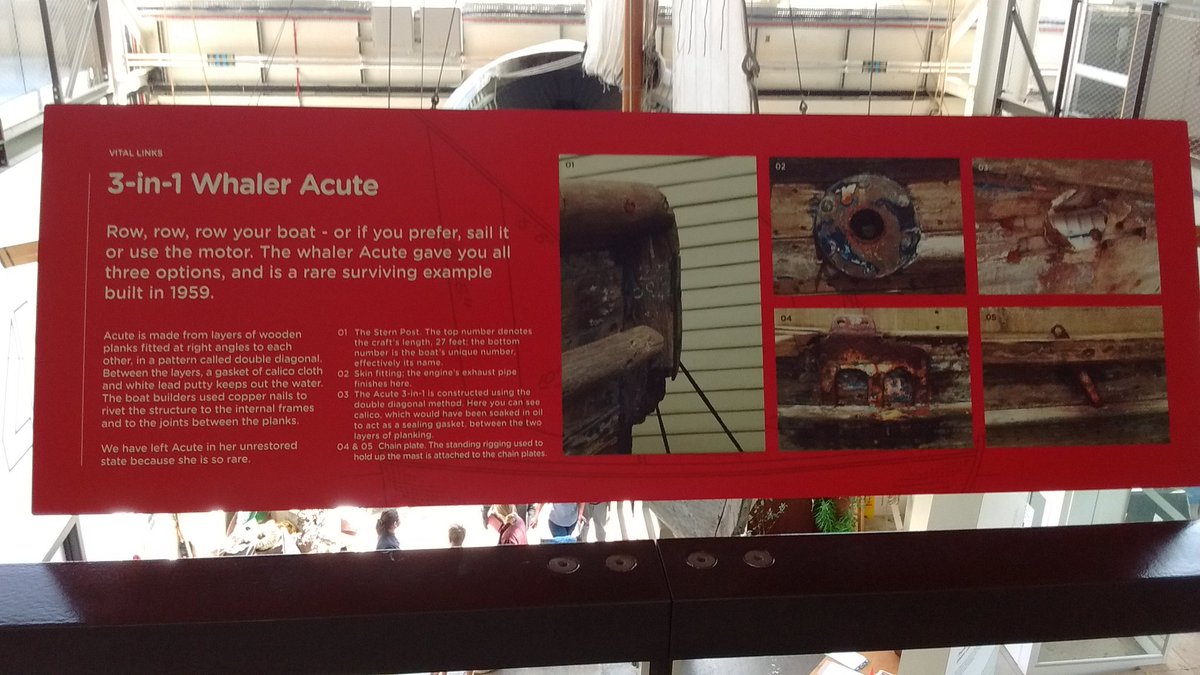 VITAL LINKS
3-in-1 Whaler Acute
Row, row, row your boat - or if you prefer, sail it
or use the motor. The whaler Acute gave you all
three options, and is a rare surviving example
built in 1959.
Acute is made from layers of wooden
planks fitted at right angles to each
other, in a pattern called double diagonal.
Between the layers, a gasket of calico cloth
and white lead putty keeps out the water.
The boat builders used copper nails to
rivet the structure to the internal frames
and to the joints between the planks.
We have left Acute in her unrestored
state because she is so rare.
01 The Stern Post. The top number denotes
the craft's length, 27 feet; the bottom
number is the boat's unique number,
effectively its name.
02 Skin fitting; the engine's exhaust pipe
finishes here.
03 The Acute 3-in-1 is constructed using the
double diagonal method. Here you can see
calico, which would have been soaked in oil
to act as a sealing gasket, between the two
layers of planking.
04 & 05 Chain plate. The standing rigging used to
hold up the mast is attached to the chain plates.
01
02
03
04
05